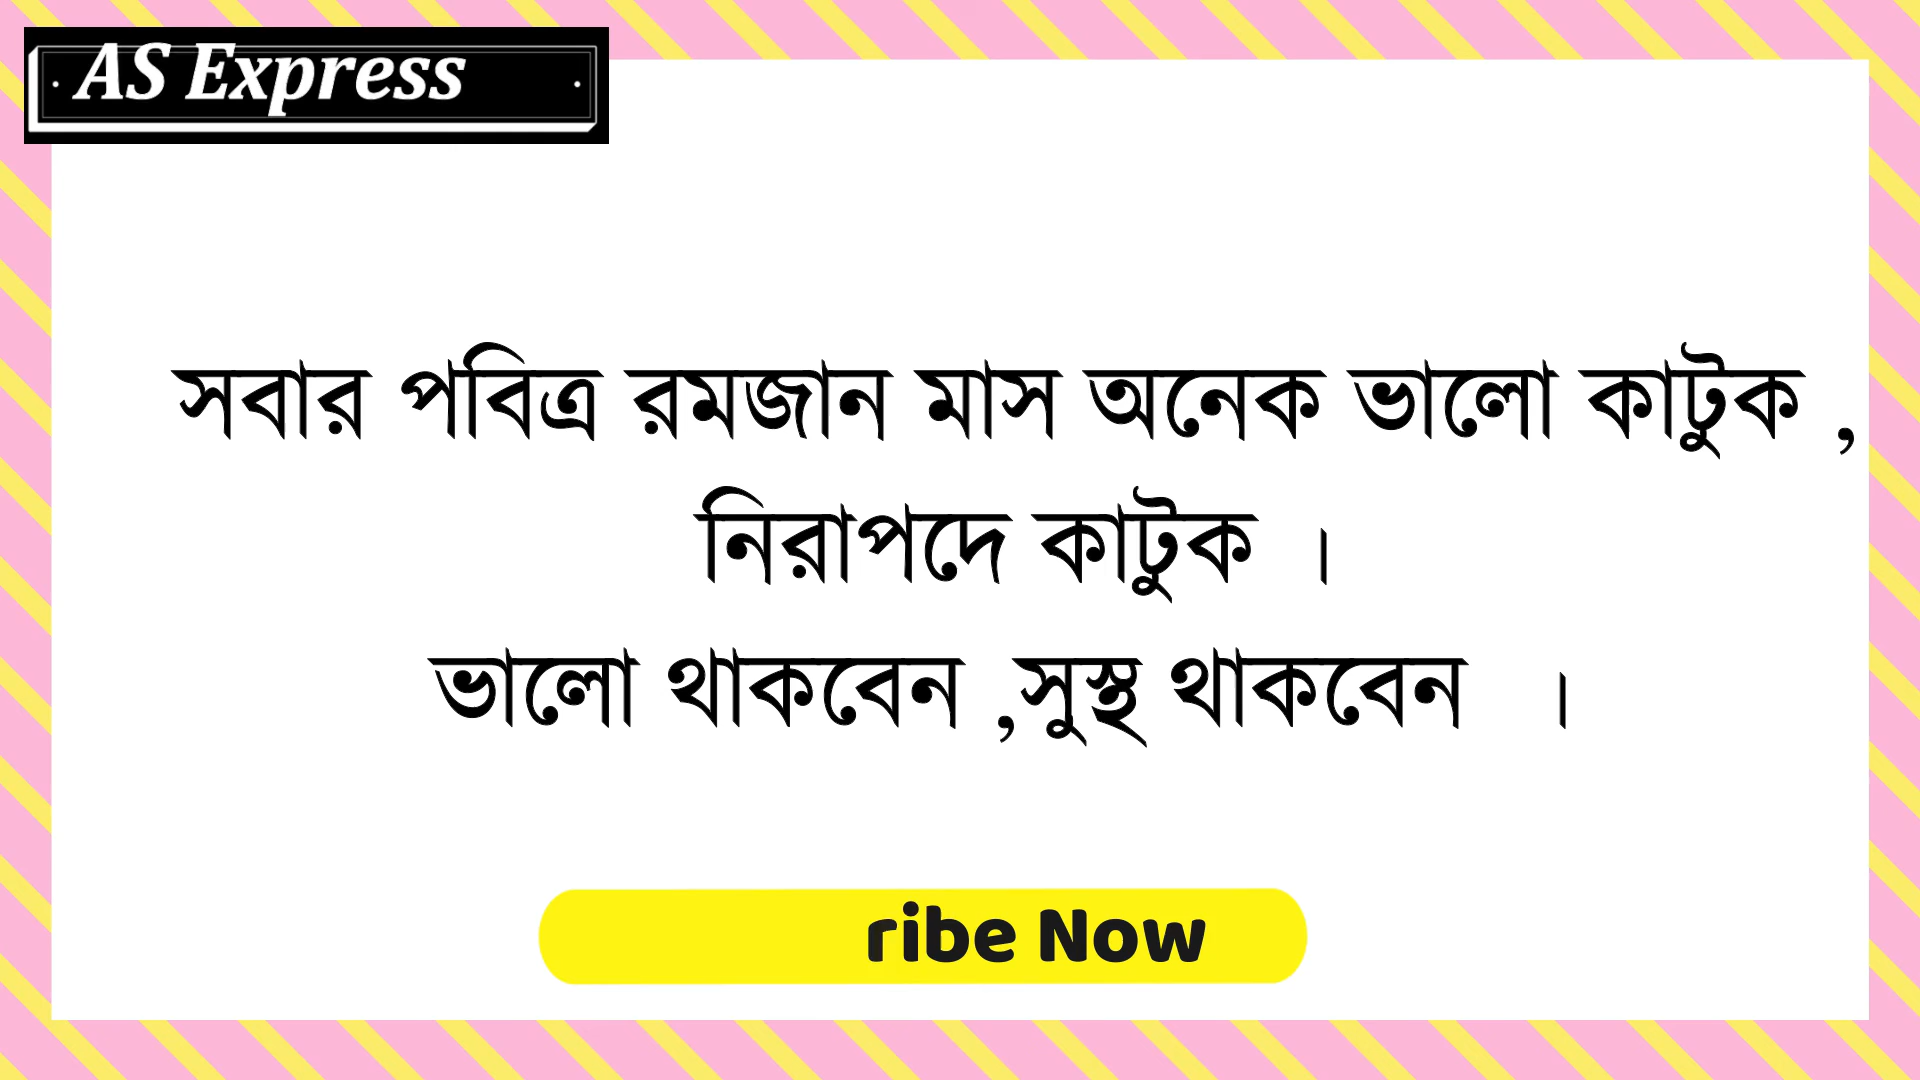 AS Express
সবার পবিত্র রমজান মাস অনেক ভালো কাটুক ,
নিরাপদে কাটুক ।
ভালো থাকবেন ,সুস্থ থাকবেন ।
ribe Now